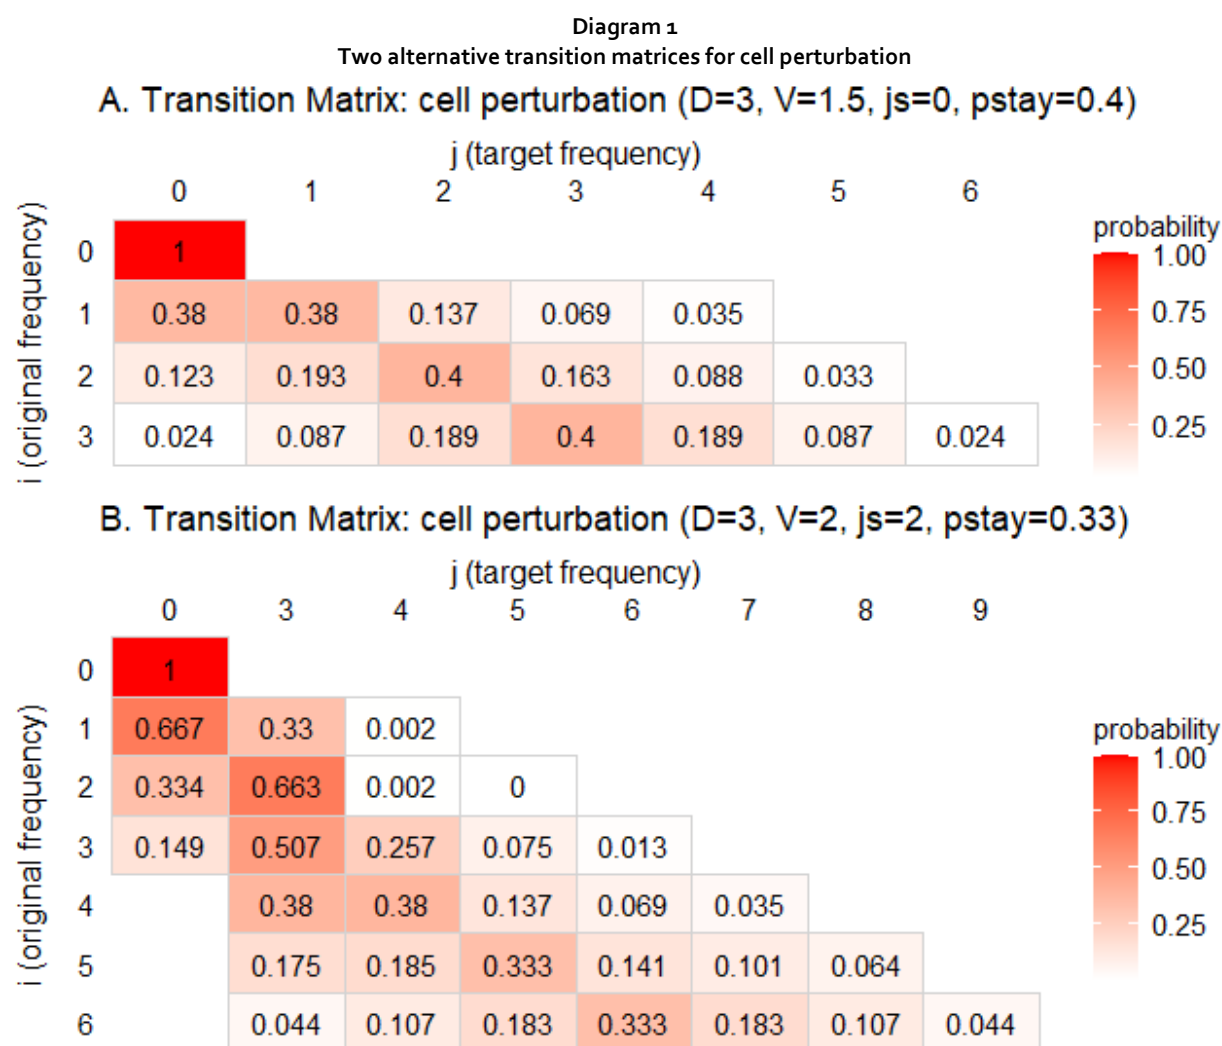 Diagram 1
Two alternative transition matrices for cell perturbation
A. Transition Matrix: cell perturbation (D=3, V=1.5, js=0, pstay=0.4)
j (target frequency)
0 1 2 3 4 5 6
i (original frequency)
0 1
1 0.38 0.38 0.137 0.069 0.035
2 0.123 0.193 0.4 0.163 0.088 0.033
3 0.024 0.087 0.189 0.4 0.189 0.087 0.024
probability
1.00
0.75
0.50
0.25
B. Transition Matrix: cell perturbation (D=3, V=2, js=2, pstay=0.33)
j (target frequency)
0 3 4 5 6 7 8 9
i (original frequency)
0 1
1 0.667 0.33 0.002
2 0.334 0.663 0.002 0
3 0.149 0.507 0.257 0.075 0.013
4 0.38 0.38 0.137 0.069 0.035
5 0.175 0.185 0.333 0.141 0.101 0.064
6 0.044 0.107 0.183 0.333 0.183 0.107 0.044
probability
1.00
0.75
0.50
0.25